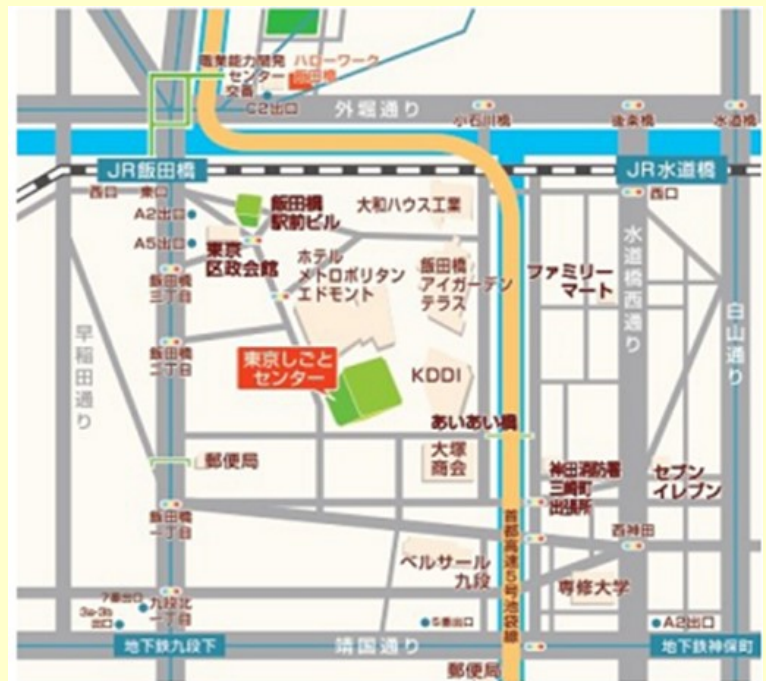 職業能力開発
センター
ハローワーク
飯田橋
交番
C2出口
外堀通り
小石川橋
後楽橋
水道橋
JR飯田橋
JR水道橋
西口
東口
西口
A2出口
飯田橋
駅前ビル
大和ハウス工業
A5出口
東京
区政会館
ホテル
メトロポリタン
エドモント
飯田橋
アイガーデン
テラス
ファミリー
マート
水道橋西通り
白山通り
飯田橋
三丁目
早稲田通り
飯田橋
二丁目
東京しごと
センター
KDDI
あいあい橋
郵便局
大塚
商会
神田消防署
三崎町
出張所
セブン
イレブン
飯田橋
一丁目
首都高速5号池袋線
西神田
ベルサール
九段
専修大学
7番出口
3a・3b
出口
九段北
一丁目
5番出口
A2出口
地下鉄九段下
靖国通り
地下鉄神保町
郵便局